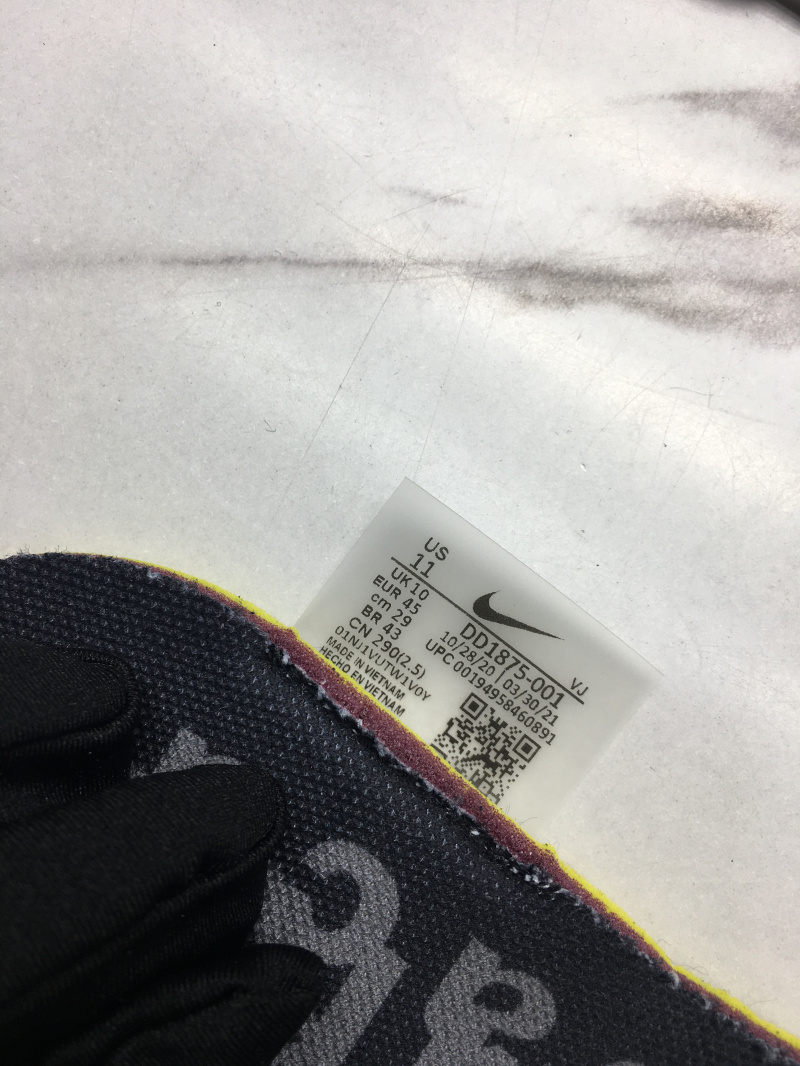 US
11
UK 10
EUR 45
cm 29
BR 43
CN 290(2.5)
01NJ1VUTW1V0Y
MADE IN VIETNAM
HECHO EN VIETNAM
DD1875-001
VJ
10/28/20 | 03/30/21
UPC 00194958460891